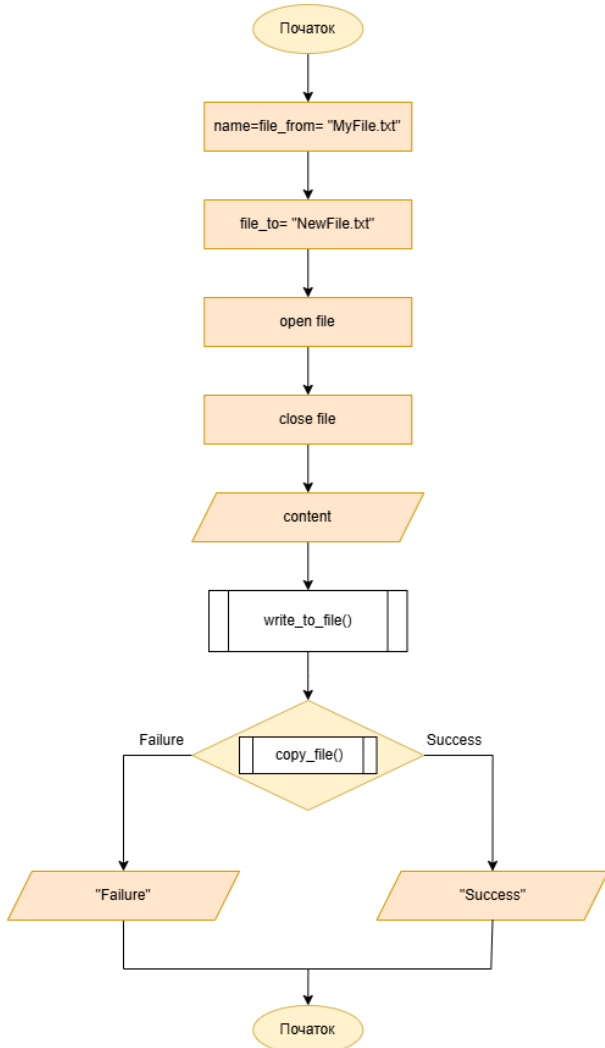 Початок
name=file_from= "MyFile.txt"
file_to= "NewFile.txt"
open file
close file
content
write_to_file()
Failure
copy_file()
Success
"Failure"
"Success"
Початок